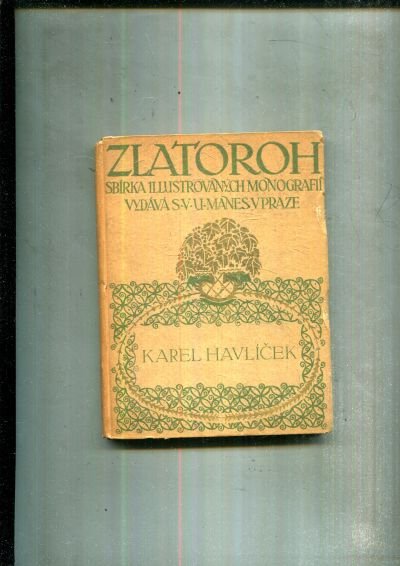 ZLATOROH
SBÍRKA ILLUSTROVANÝCH MONOGRAFIÍ
VYDÁVÁ S·V·U·MÁNES V PRAZE
KAREL HAVLÍČEK